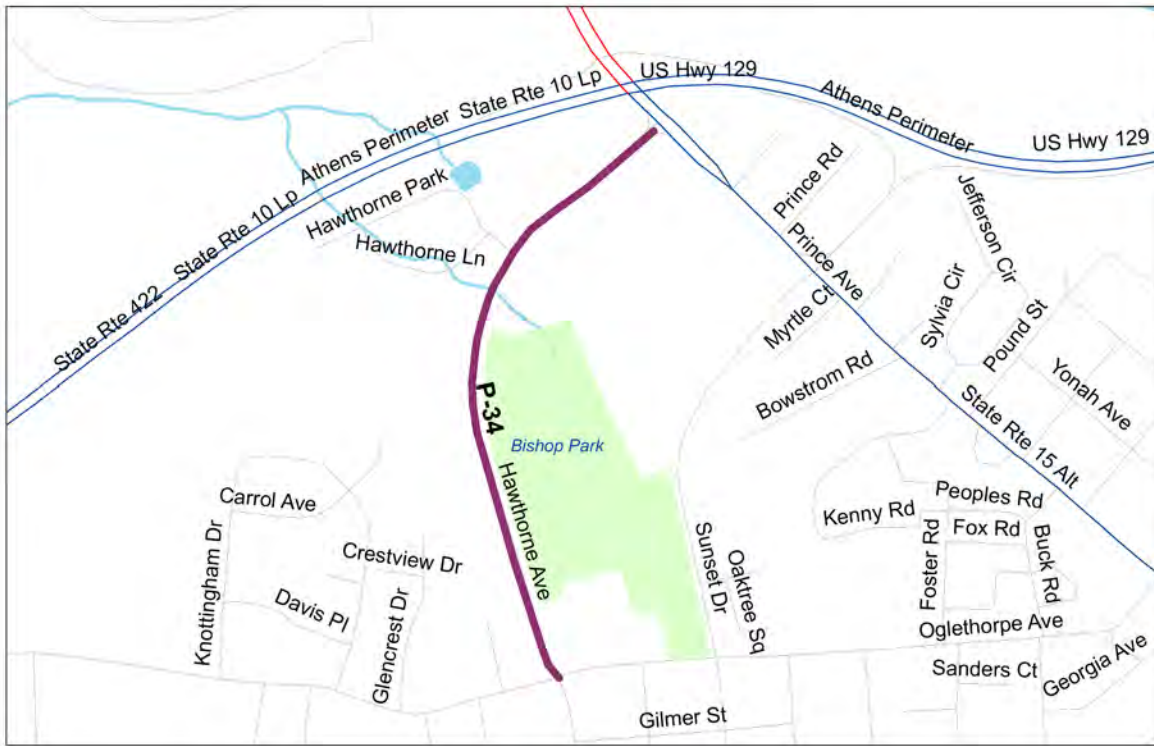 US Hwy 129
State Rte 10 Lp
Athens Perimeter
Athens Perimeter
US Hwy 129
State Rte 10 Lp
State Rte 422
Hawthorne Park
Hawthorne Ln
Prince Rd
Prince Ave
Jefferson Cir
Sylvia Cir
Myrtle Ct
Pound St
Bowstrom Rd
Yonah Ave
State Rte 15 Alt
P-34
Bishop Park
Hawthorne Ave
Carrol Ave
Knottingham Dr
Crestview Dr
Davis Pl
Glencrest Dr
Sunset Dr
Oaktree Sq
Kenny Rd
Peoples Rd
Fox Rd
Foster Rd
Buck Rd
Oglethorpe Ave
Sanders Ct
Georgia Ave
Gilmer St